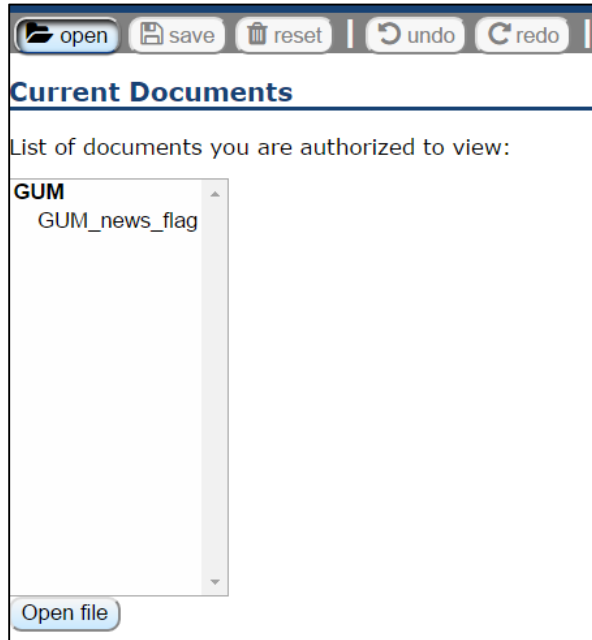 open save reset undo redo
Current Documents
List of documents you are authorized to view:
GUM
GUM_news_flag
Open file